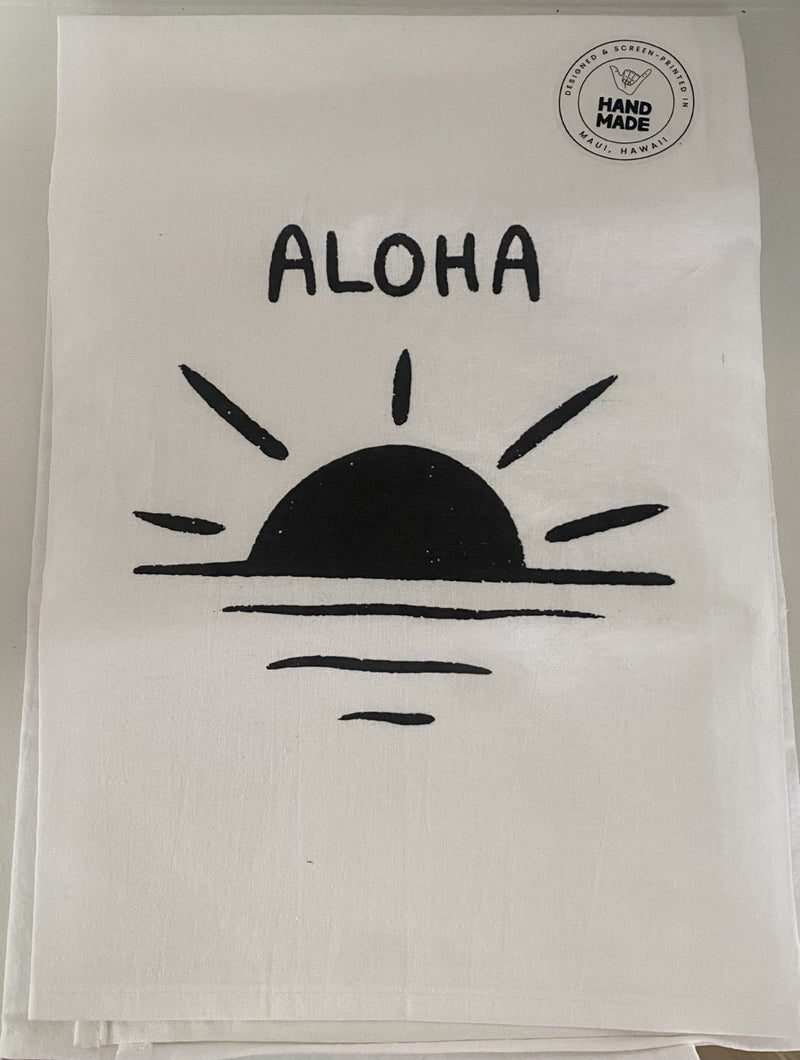 DESIGNED & SCREEN-PRINTED IN
HAND
MADE
MAUI, HAWAII
ALOHA